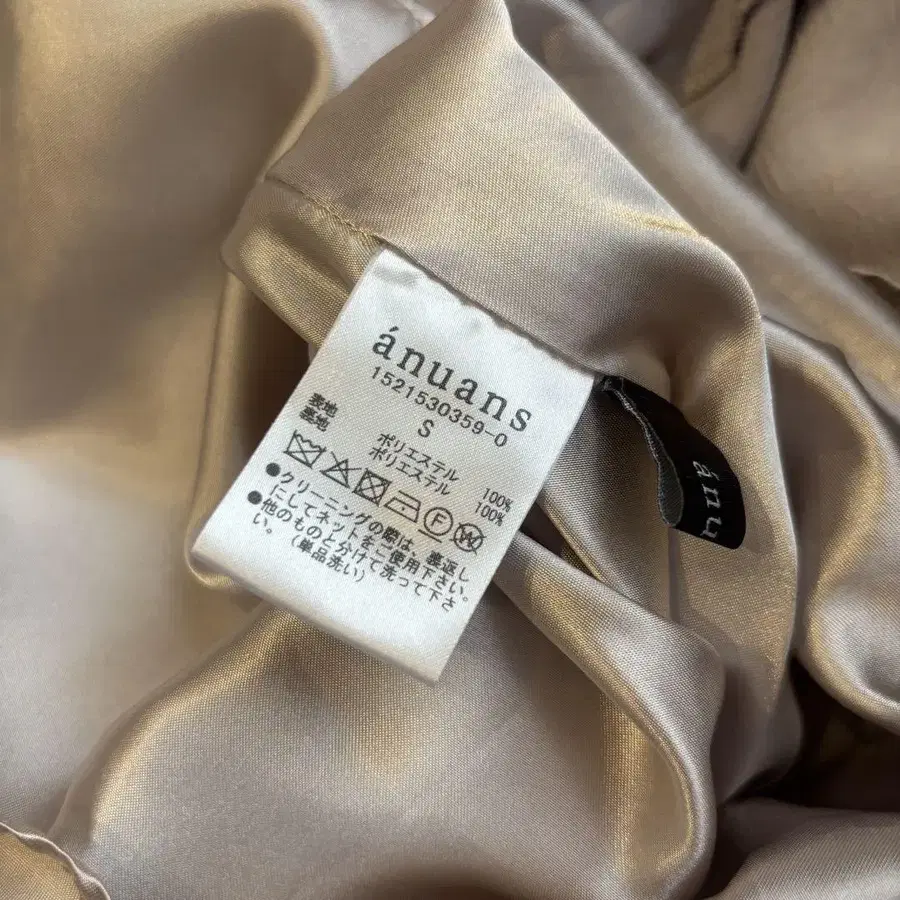 ánuans
1521530359-0
S
表地 ポリエステル 100%
裏地 ポリエステル 100%
F W
●クリーニングの際は、裏返し
にしてネットをご使用下さい。
●他のものと分けて洗って下さ
い。（単品洗い）
ánu